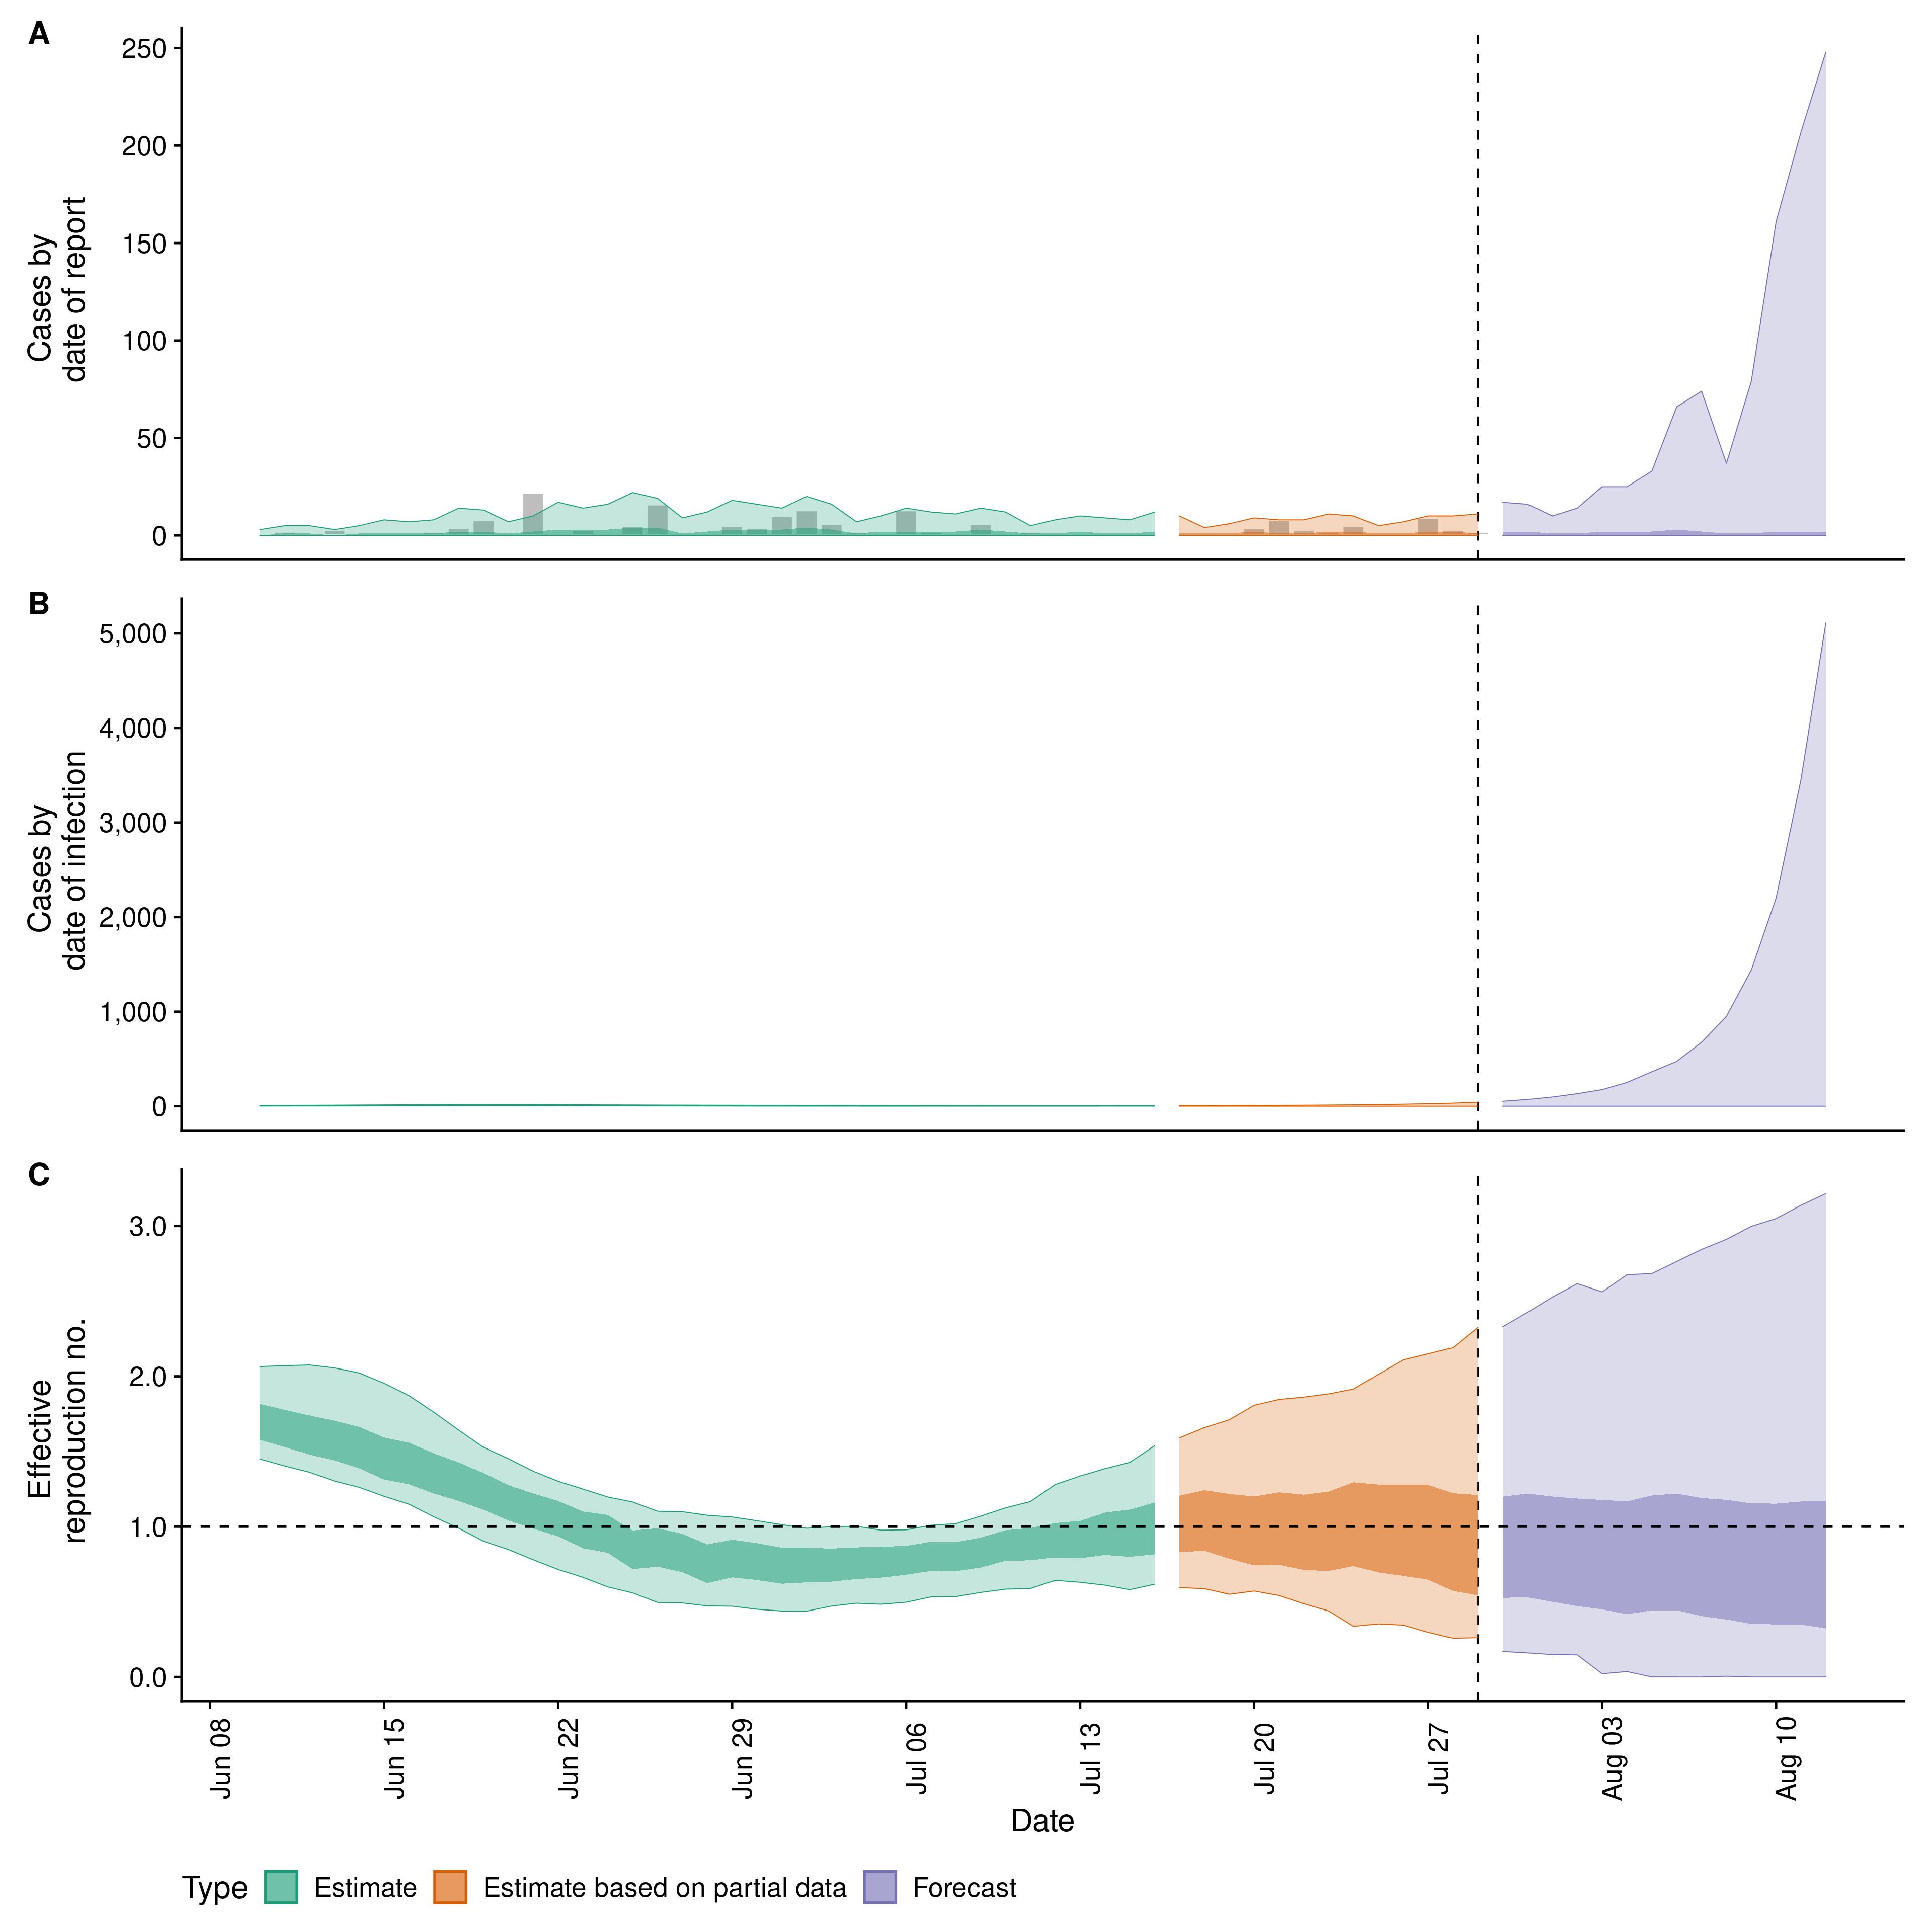 A
250
200
150
100
50
0
Cases by
date of report
B
5,000
4,000
3,000
2,000
1,000
0
Cases by
date of infection
C
3.0
2.0
1.0
0.0
Effective
reproduction no.
Jun 08
Jun 15
Jun 22
Jun 29
Jul 06
Jul 13
Jul 20
Jul 27
Aug 03
Aug 10
Date
Type Estimate Estimate based on partial data Forecast